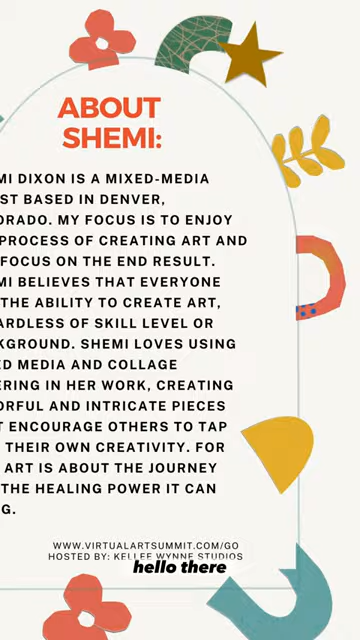 ABOUT
SHEMI:
MI DIXON IS A MIXED-MEDIA
ST BASED IN DENVER,
ORADO. MY FOCUS IS TO ENJOY
PROCESS OF CREATING ART AND
FOCUS ON THE END RESULT.
MI BELIEVES THAT EVERYONE
THE ABILITY TO CREATE ART,
ARDLESS OF SKILL LEVEL OR
KGROUND. SHEMI LOVES USING
ED MEDIA AND COLLAGE
ERING IN HER WORK, CREATING
ORFUL AND INTRICATE PIECES
T ENCOURAGE OTHERS TO TAP
THEIR OWN CREATIVITY. FOR
ART IS ABOUT THE JOURNEY
THE HEALING POWER IT CAN
G.
WWW.VIRTUALARTSUMMIT.COM/GO
HOSTED BY: KELLEE WYNNE STUDIOS
hello there